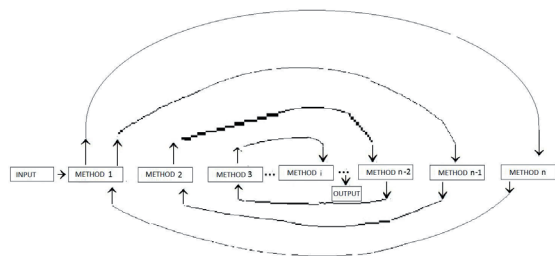 INPUT
METHOD 1
METHOD 2
METHOD 3
...
METHOD i
...
METHOD n-2
METHOD n-1
METHOD n
OUTPUT